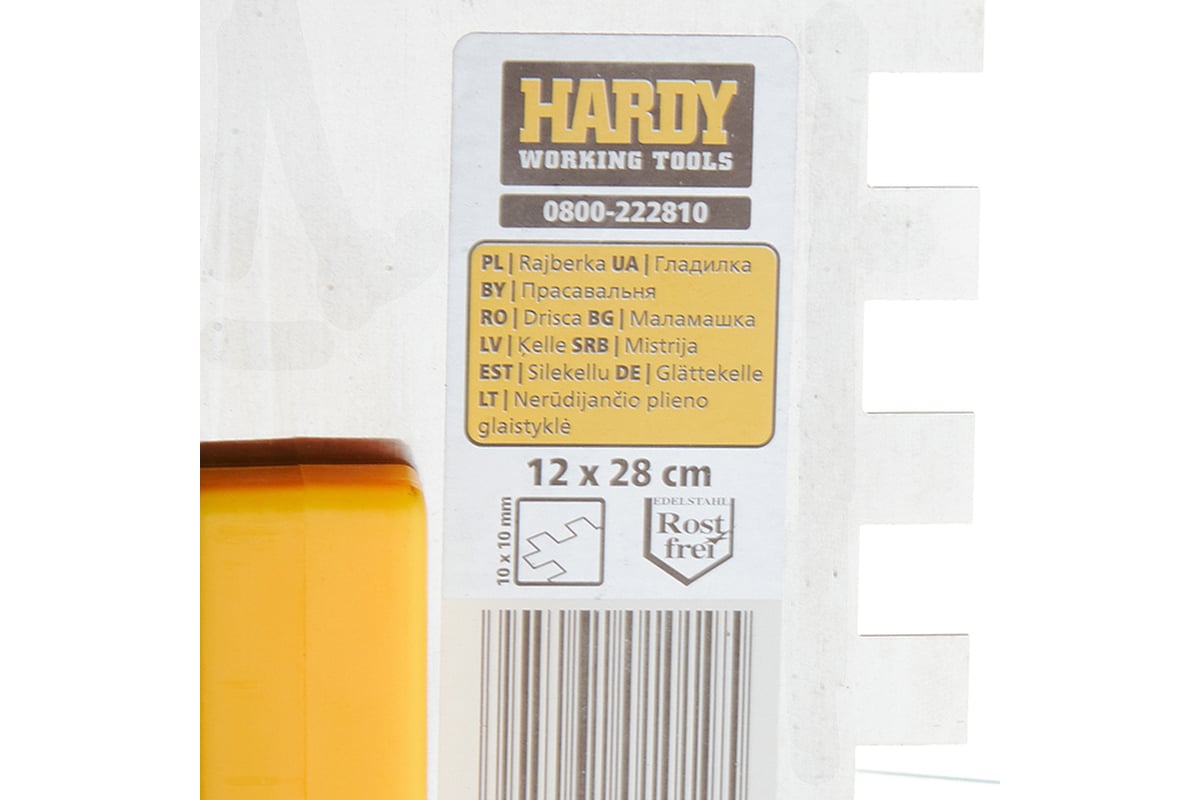 HARDY
WORKING TOOLS
0800-222810
PL | Rajberka UA | Гладилка
BY | Прасавальня
RO | Drisca BG | Маламашка
LV | Ķelle SRB | Mistrija
EST | Silekellu DE | Glättekelle
LT | Nerūdijančio plieno
glaistyklė
12 x 28 cm
10 x 10 mm
EDELSTAHL
Rost
frei